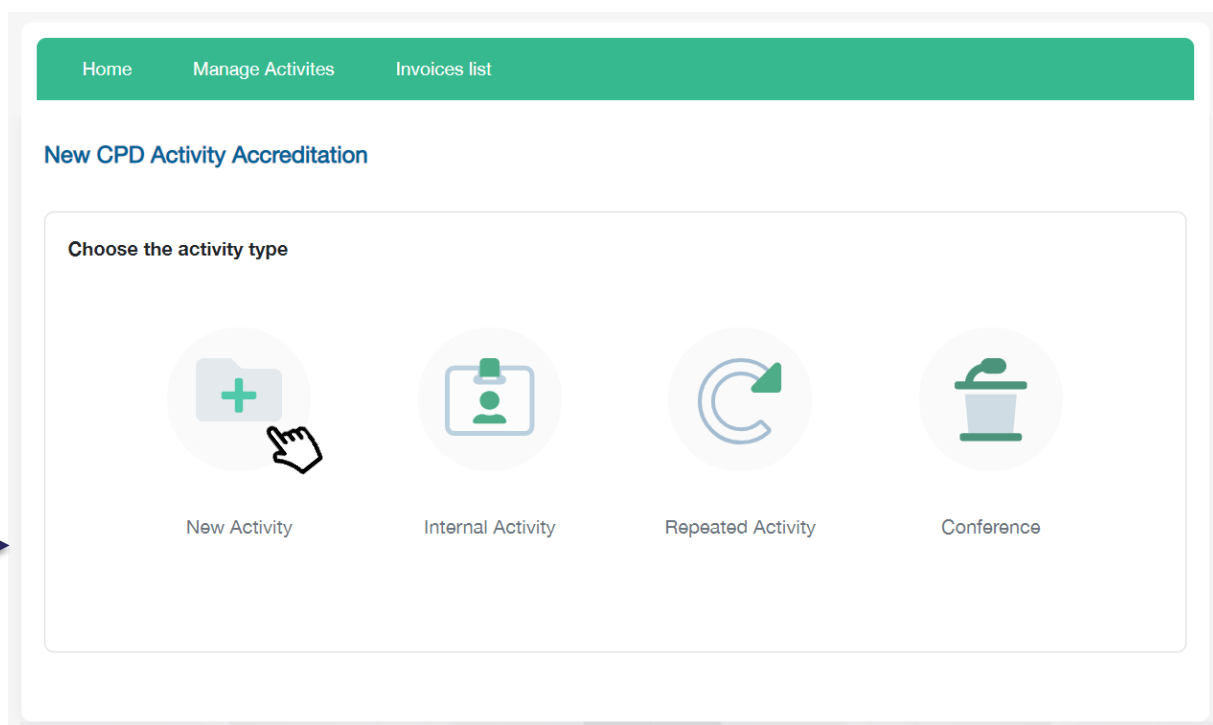 Home Manage Activites Invoices list
New CPD Activity Accreditation
Choose the activity type
New Activity Internal Activity Repeated Activity Conference